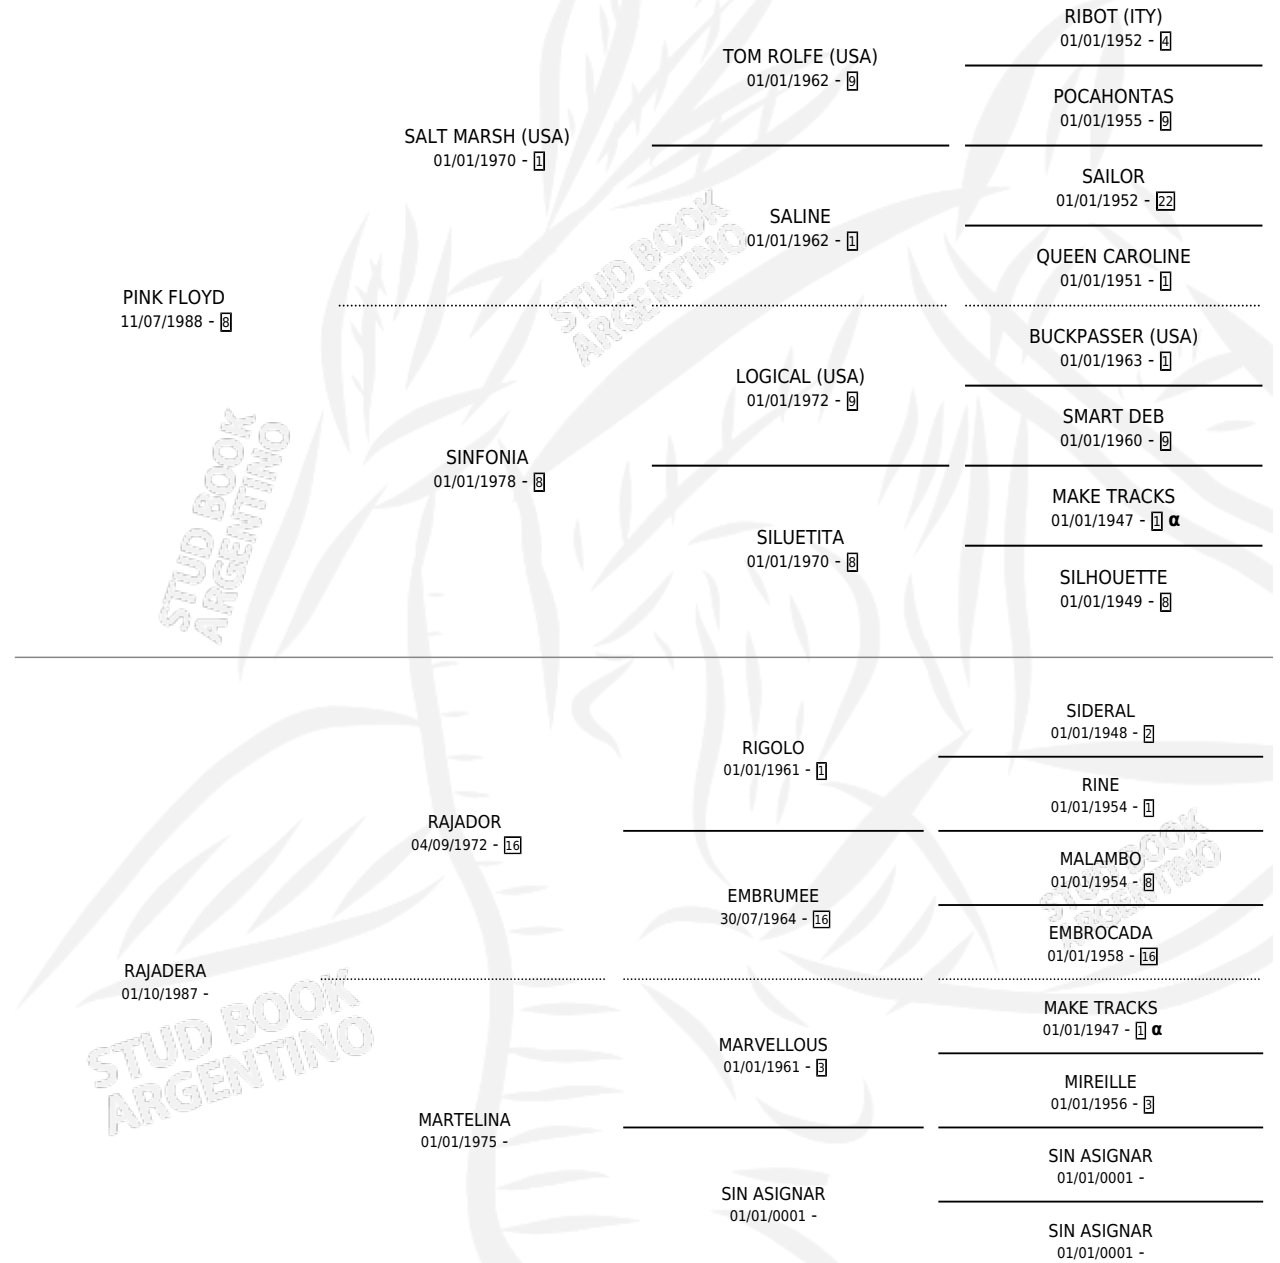 RIBOT (ITY)
01/01/1952 - 4
TOM ROLFE (USA)
01/01/1962 - 9
POCAHONTAS
01/01/1955 - 9
SALT MARSH (USA)
01/01/1970 - 1
SAILOR
01/01/1952 - 22
SALINE
01/01/1962 - 1
QUEEN CAROLINE
01/01/1951 - 1
STUD BOOK
ARGENTINO
PINK FLOYD
11/07/1988 - 8
BUCKPASSER (USA)
01/01/1963 - 1
LOGICAL (USA)
01/01/1972 - 9
SMART DEB
01/01/1960 - 9
SINFONIA
01/01/1978 - 8
MAKE TRACKS
01/01/1947 - 1 α
SILUETITA
01/01/1970 - 8
SILHOUETTE
01/01/1949 - 8
STUD BOOK
ARGENTINO
SIDERAL
01/01/1948 - 2
RIGOLO
01/01/1961 - 1
RINE
01/01/1954 - 1
RAJADOR
04/09/1972 - 16
MALAMBO
01/01/1954 - 8
EMBRUMEE
30/07/1964 - 16
EMBROCADA
01/01/1958 - 16
STUD BOOK
ARGENTINO
RAJADERA
01/10/1987 -
MAKE TRACKS
01/01/1947 - 1 α
MARVELLOUS
01/01/1961 - 3
MIREILLE
01/01/1956 - 3
STUD BOOK
ARGENTINO
MARTELINA
01/01/1975 -
SIN ASIGNAR
01/01/0001 -
SIN ASIGNAR
01/01/0001 -
SIN ASIGNAR
01/01/0001 -